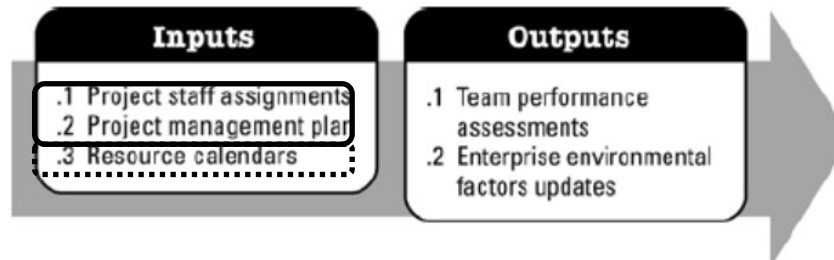 Inputs
.1 Project staff assignments
.2 Project management plan
.3 Resource calendars
Outputs
.1 Team performance
assessments
.2 Enterprise environmental
factors updates